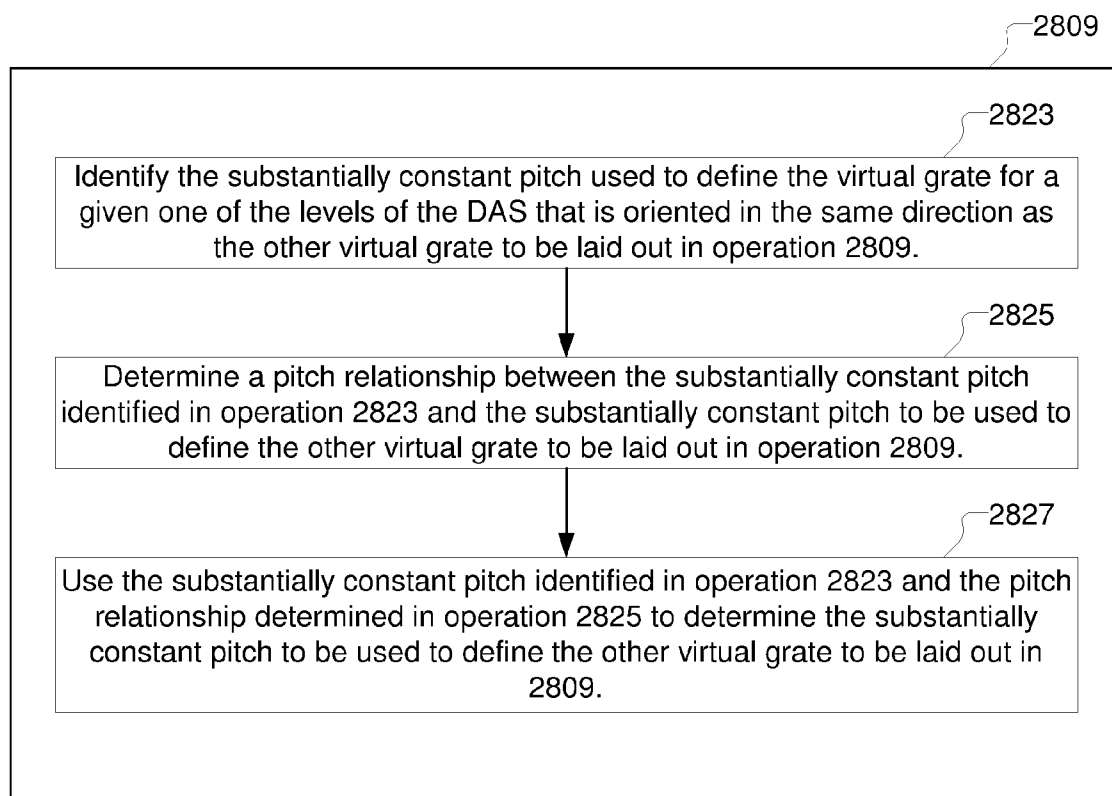 2809
2823
Identify the substantially constant pitch used to define the virtual grate for a
given one of the levels of the DAS that is oriented in the same direction as
the other virtual grate to be laid out in operation 2809.
2825
Determine a pitch relationship between the substantially constant pitch
identified in operation 2823 and the substantially constant pitch to be used to
define the other virtual grate to be laid out in operation 2809.
2827
Use the substantially constant pitch identified in operation 2823 and the pitch
relationship determined in operation 2825 to determine the substantially
constant pitch to be used to define the other virtual grate to be laid out in
2809.